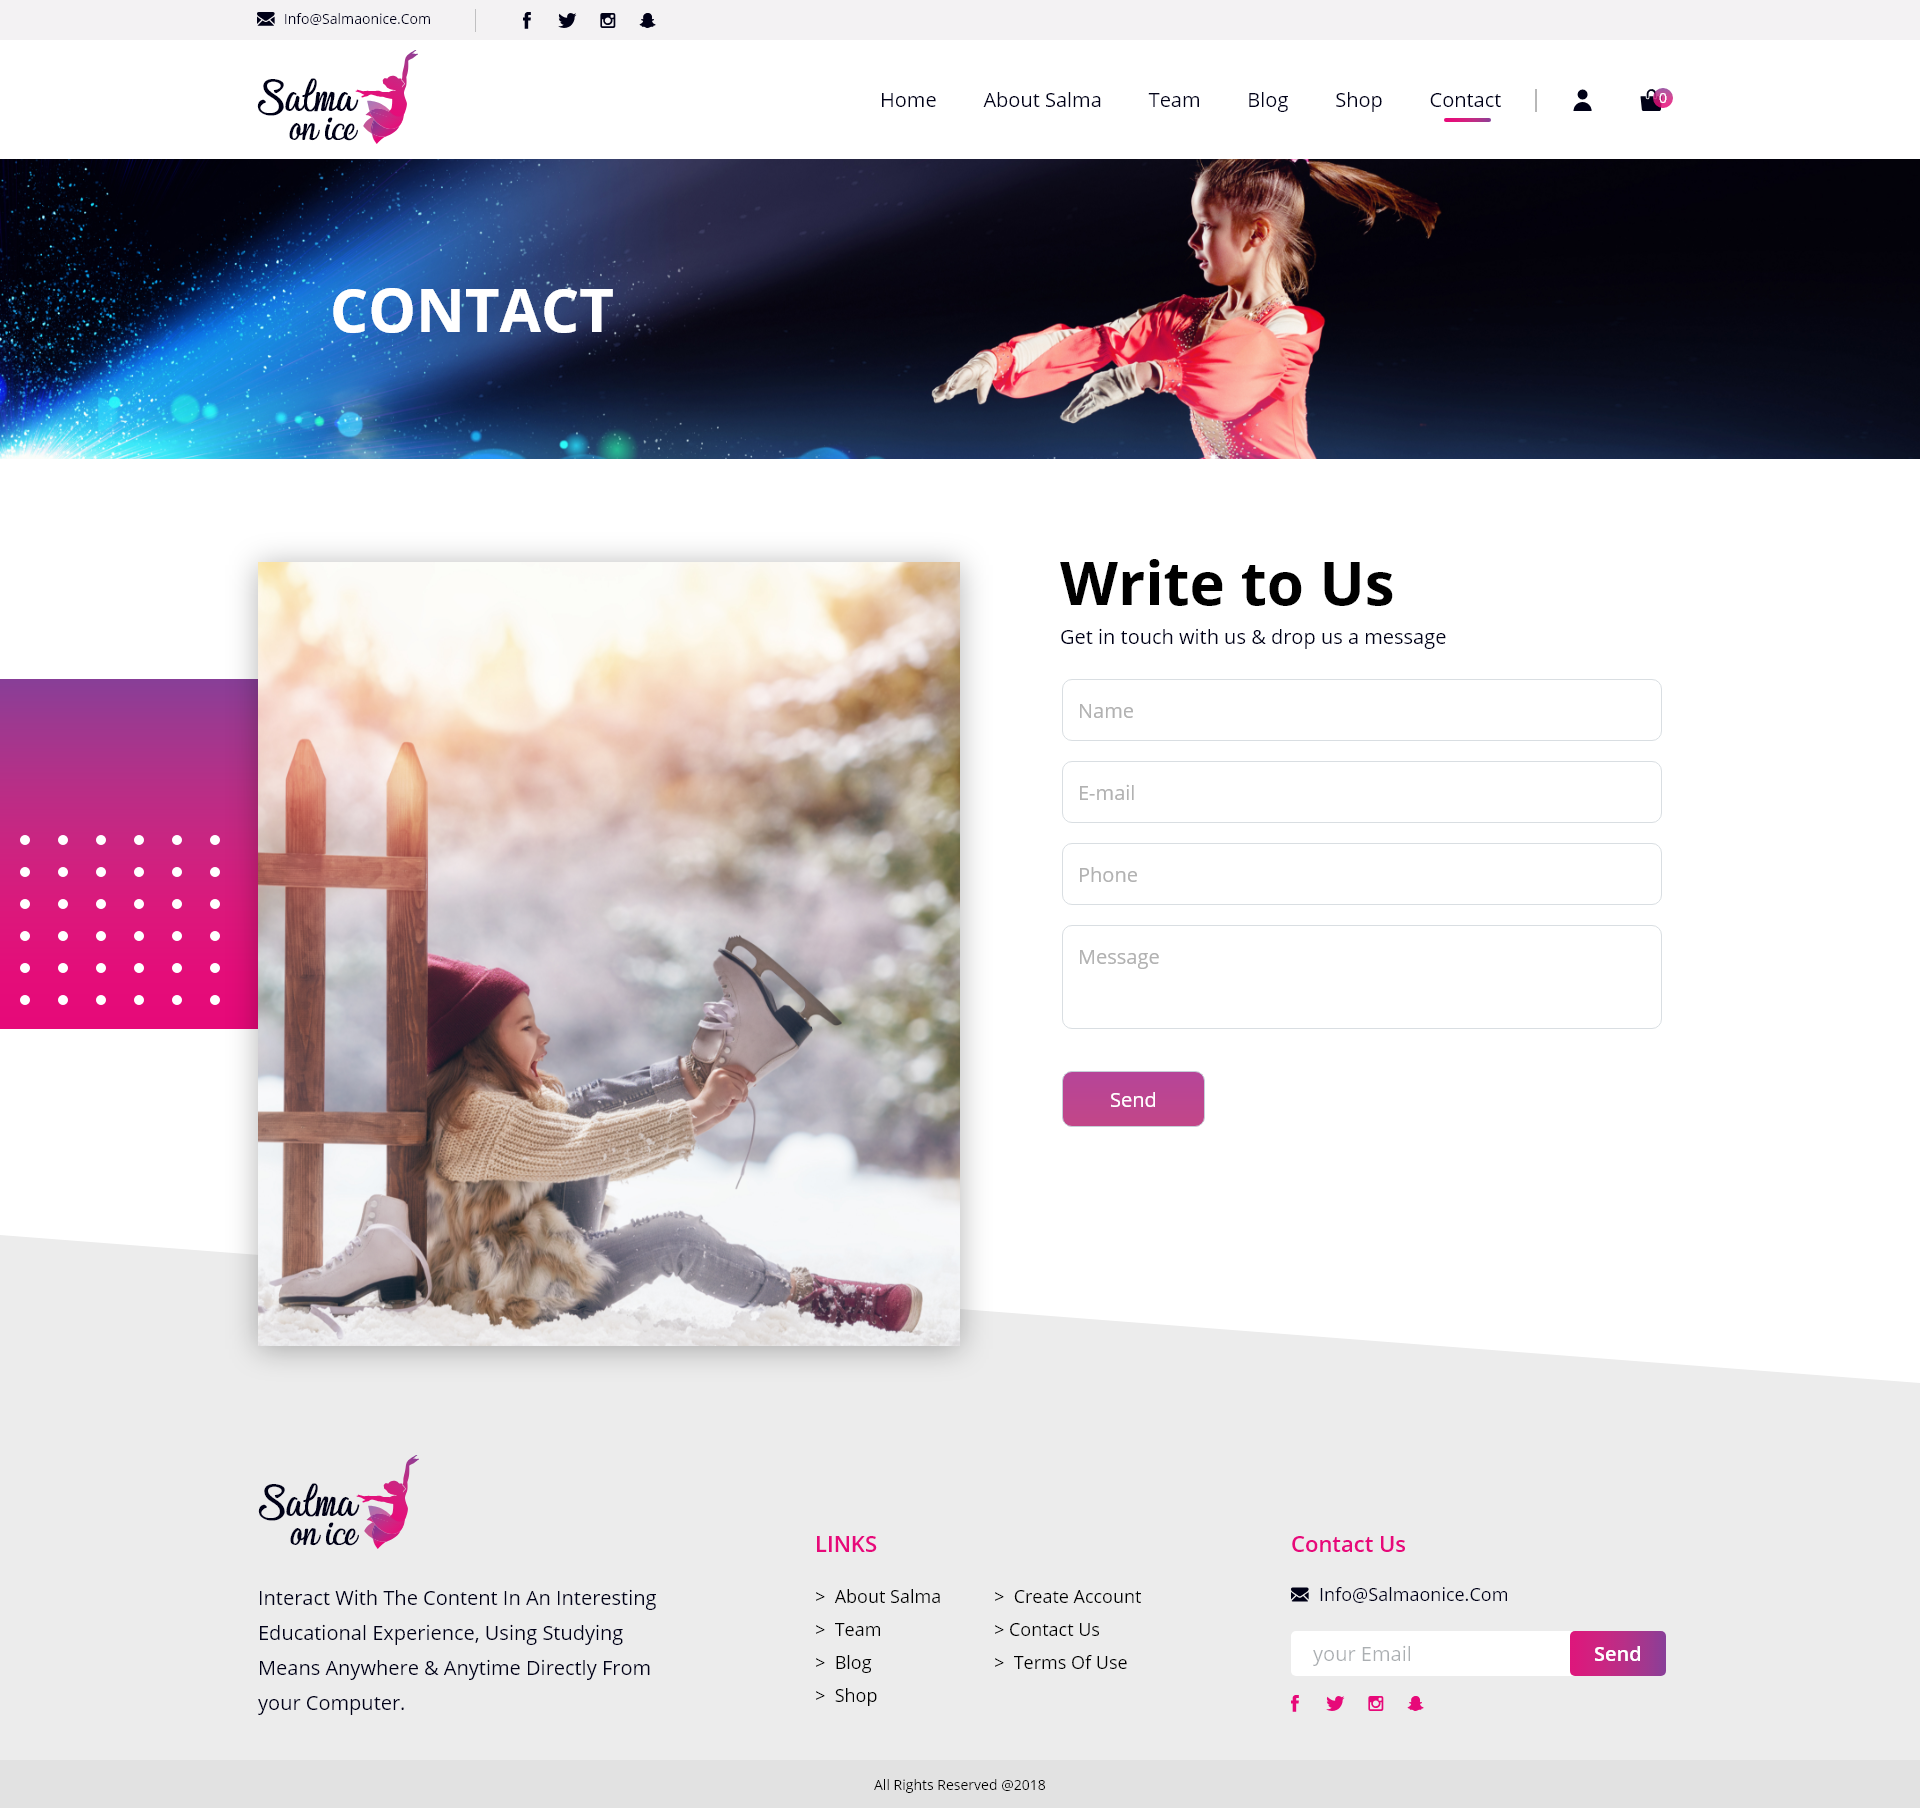 Info@Salmaonice.Com
Salma
on ice
Home
About Salma
Team
Blog
Shop
Contact
0
CONTACT
Write to Us
Get in touch with us & drop us a message
Name
E-mail
Phone
Message
Send
Salma
on ice
Interact With The Content In An Interesting
Educational Experience, Using Studying
Means Anywhere & Anytime Directly From
your Computer.
LINKS
> About Salma
> Team
> Blog
> Shop
> Create Account
> Contact Us
> Terms Of Use
Contact Us
Info@Salmaonice.Com
your Email
Send
All Rights Reserved @2018